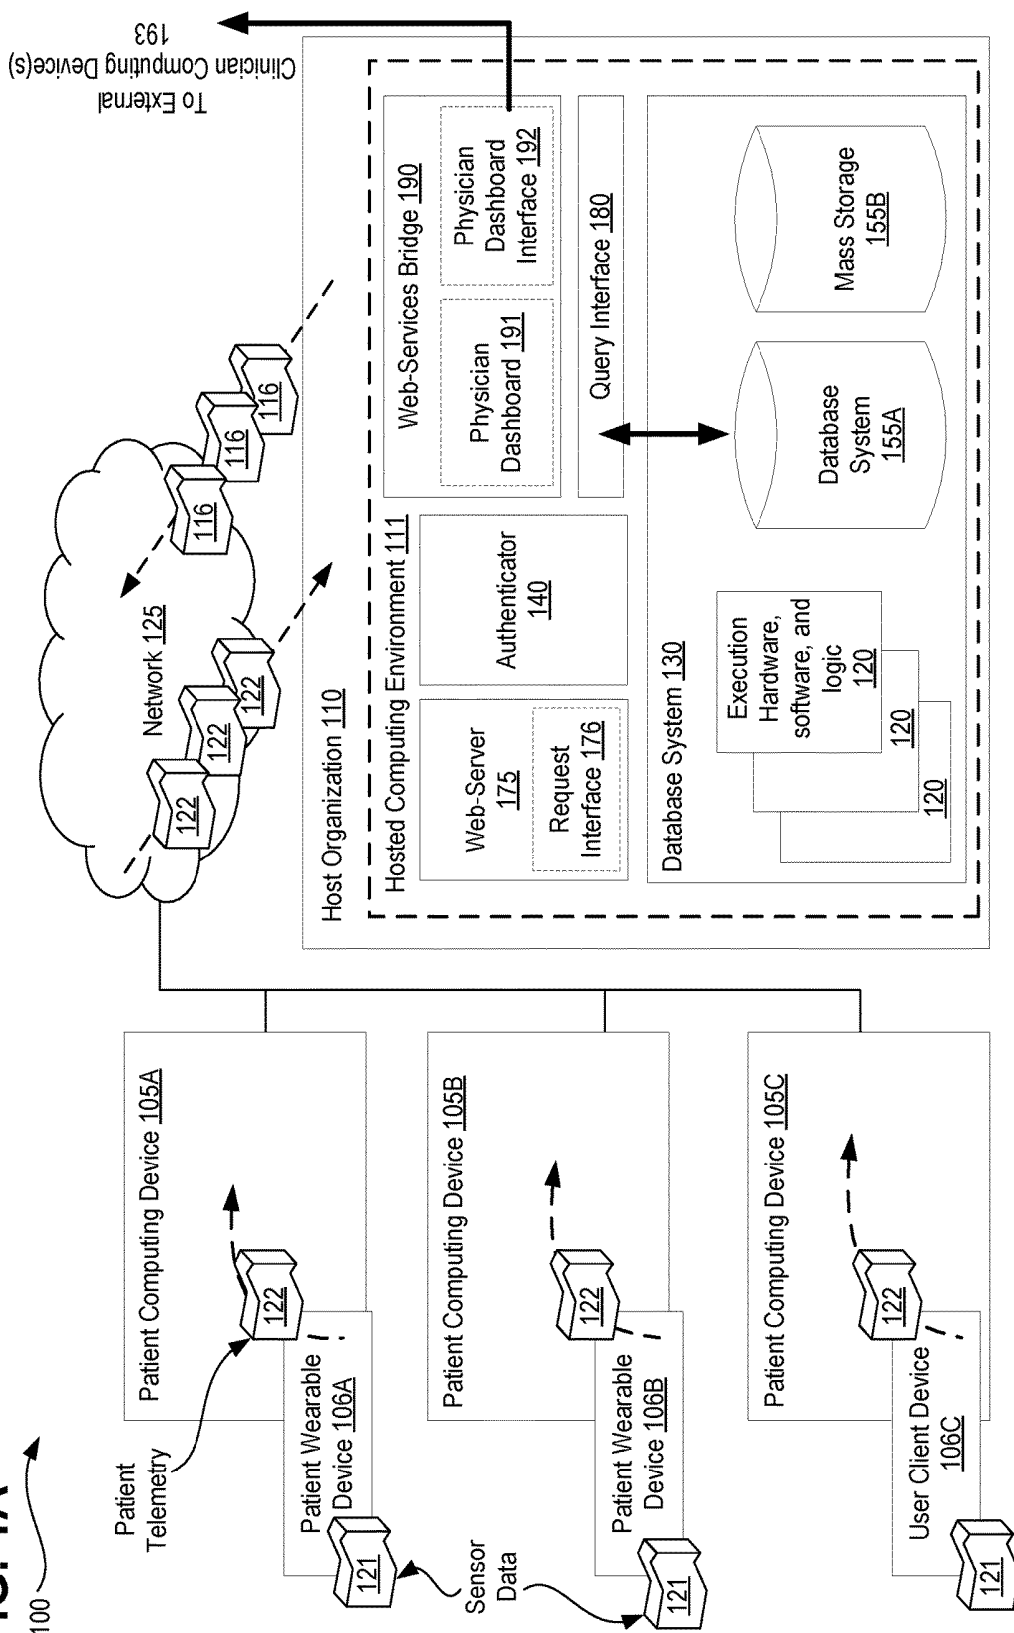 100
Patient
Telemetry
Patient Computing Device 105A
122
Patient Wearable
Device 106A
121
Sensor
Data
Patient Computing Device 105B
122
Patient Wearable
Device 106B
121
Patient Computing Device 105C
122
User Client Device
106C
121
Network 125
122
122
122
116
116
116
To External
Clinician Computing Device(s)
193
Host Organization 110
Hosted Computing Environment 111
Web-Server
175
Request
Interface 176
Authenticator
140
Web-Services Bridge 190
Physician
Dashboard 191
Physician
Dashboard
Interface 192
Query Interface 180
Database System 130
Execution
Hardware,
software, and
logic
120
120
120
Database
System
155A
Mass Storage
155B